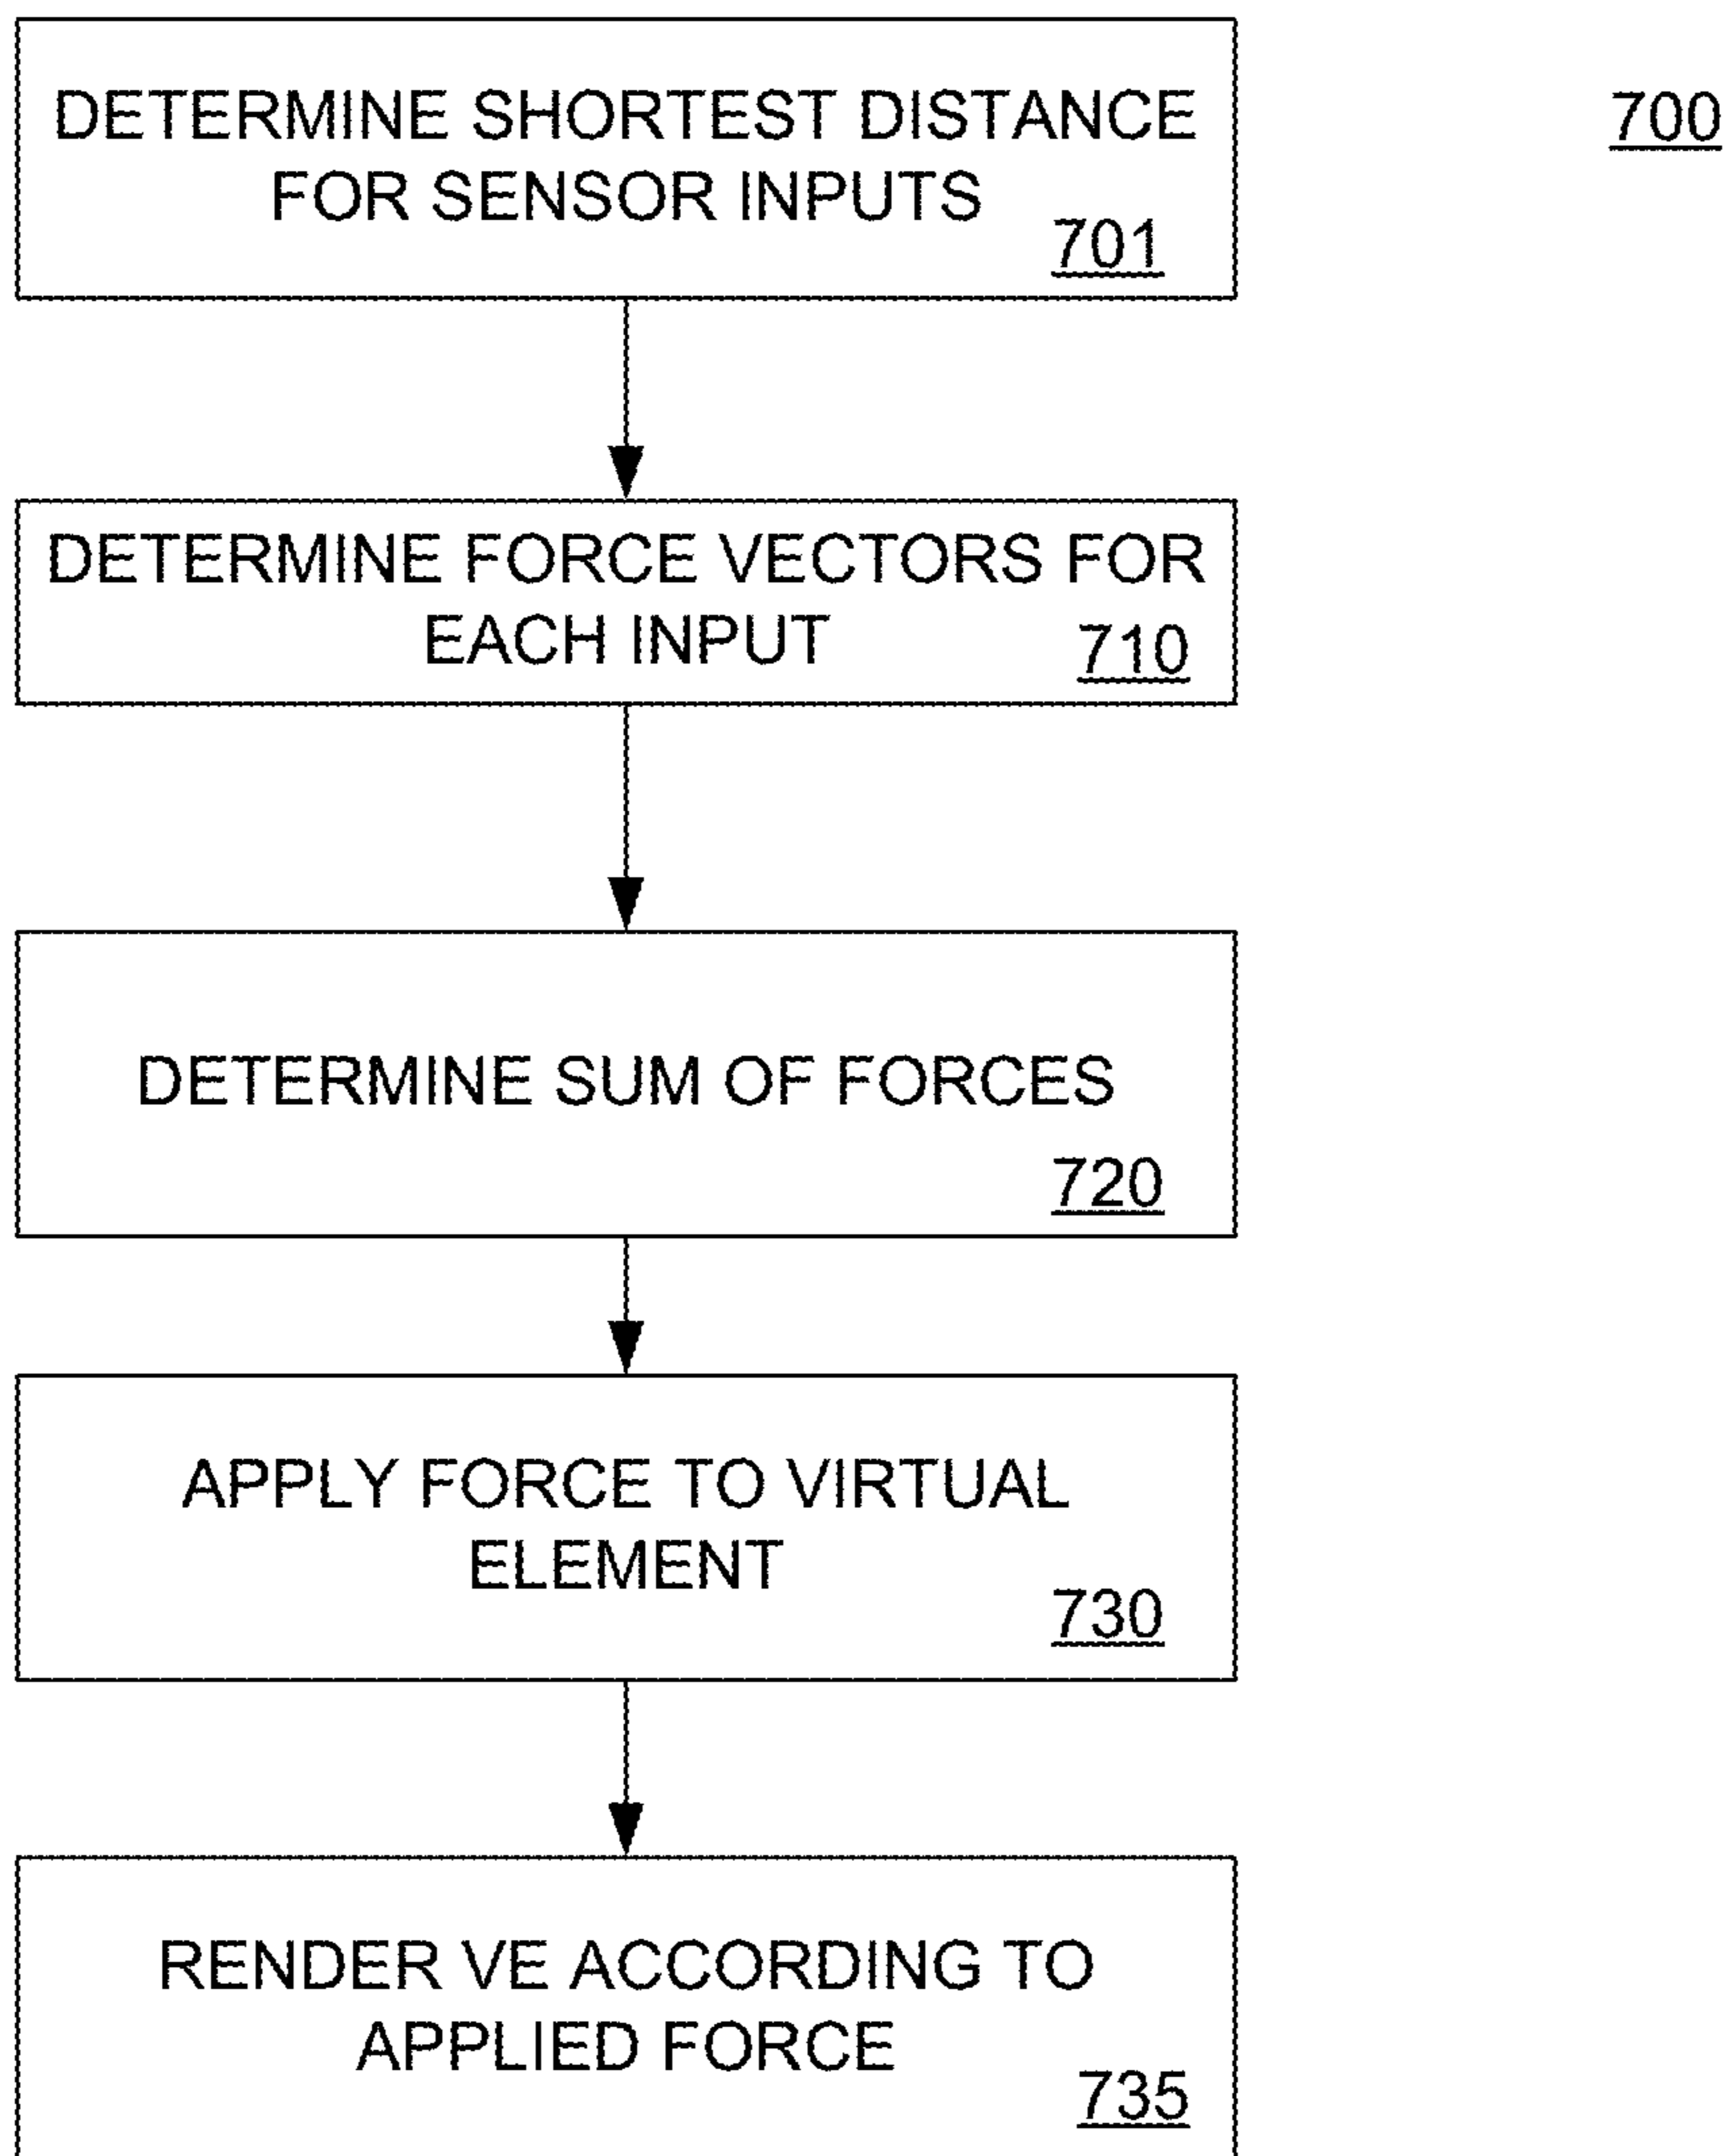 DETERMINE SHORTEST DISTANCE
FOR SENSOR INPUTS
701
700
DETERMINE FORCE VECTORS FOR
EACH INPUT
710
DETERMINE SUM OF FORCES
720
APPLY FORCE TO VIRTUAL
ELEMENT
730
RENDER VE ACCORDING TO
APPLIED FORCE
735